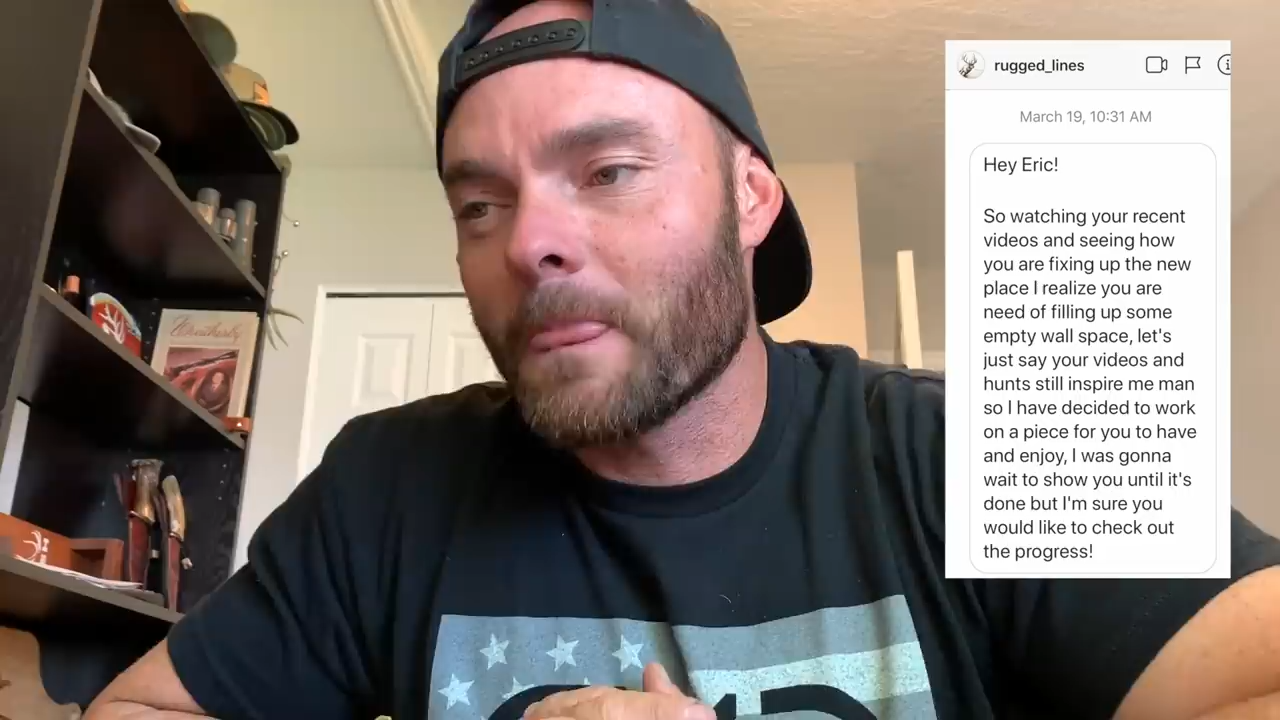 rugged_lines
March 19, 10:31 AM
Hey Eric!
So watching your recent
videos and seeing how
you are fixing up the new
place I realize you are
need of filling up some
empty wall space, let's
just say your videos and
hunts still inspire me man
so I have decided to work
on a piece for you to have
and enjoy, I was gonna
wait to show you until it's
done but I'm sure you
would like to check out
the progress!
Weatherby